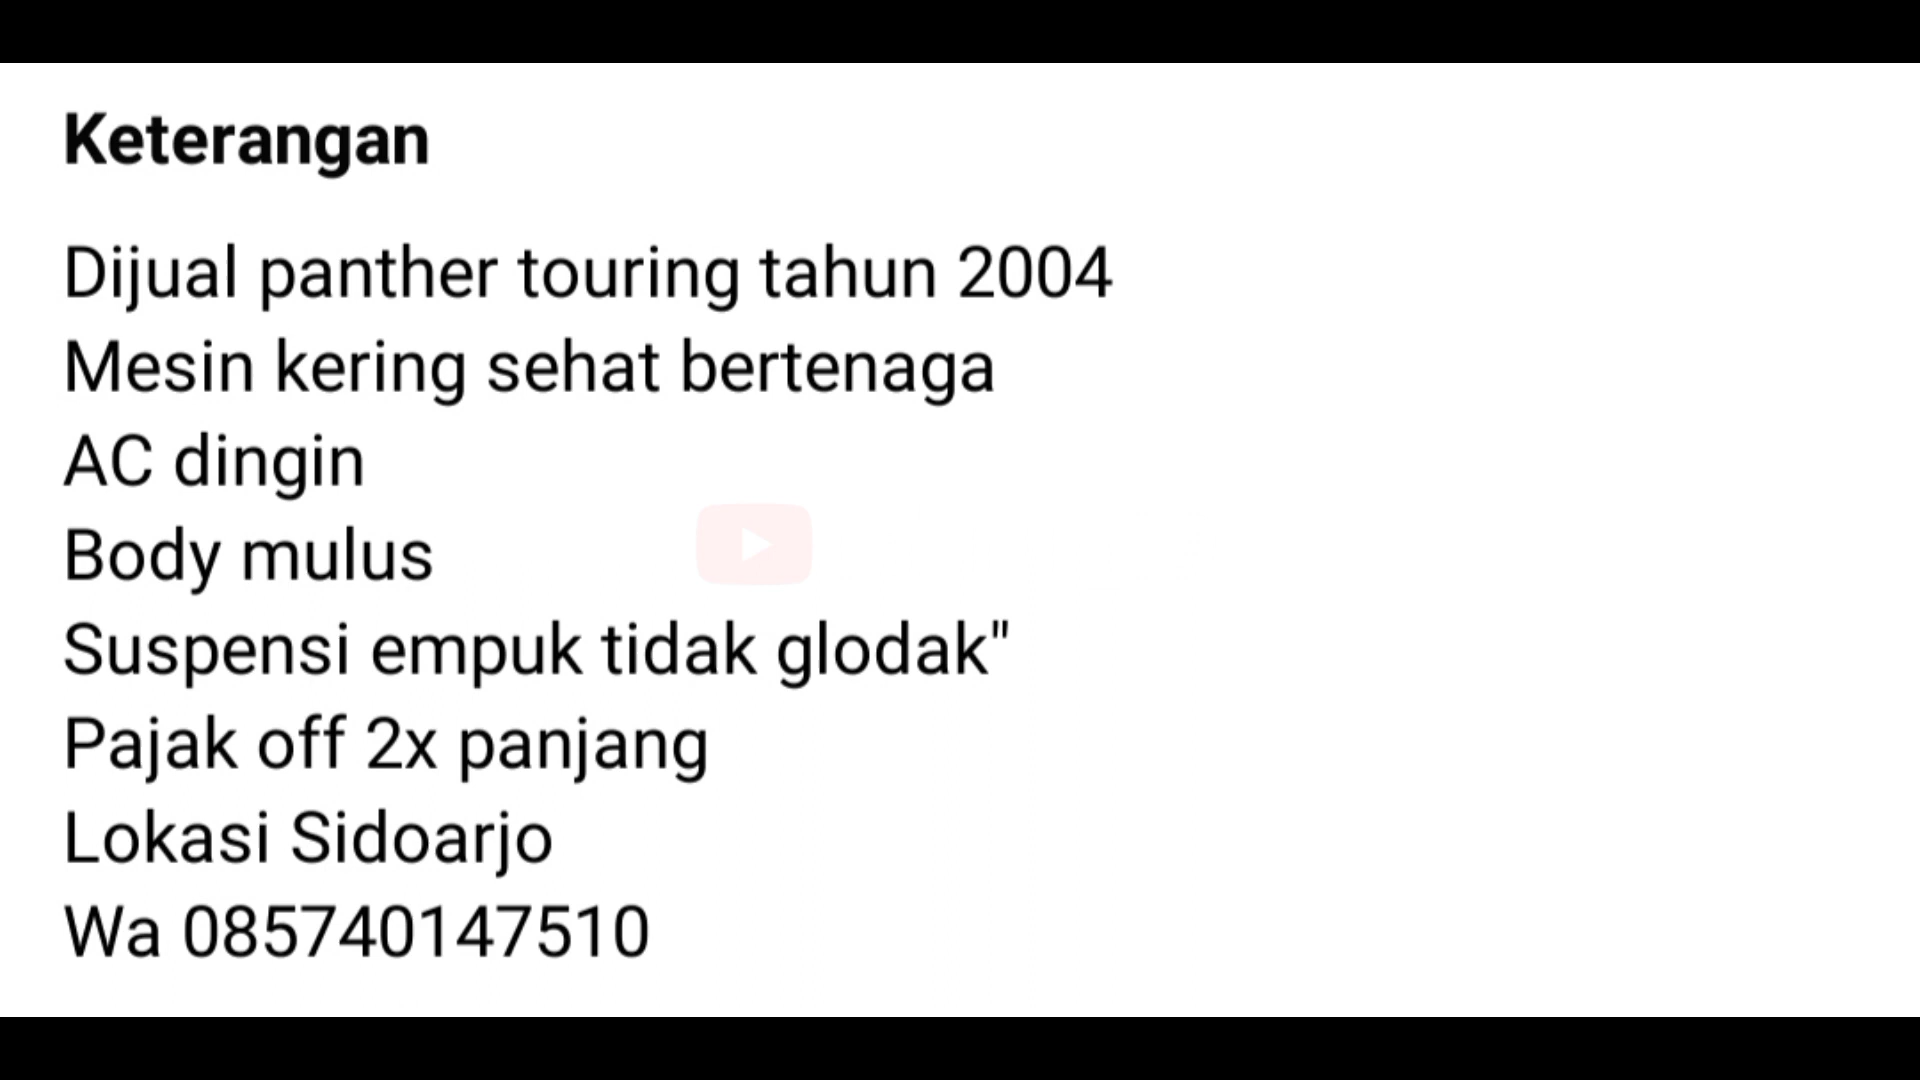 Keterangan
Dijual panther touring tahun 2004
Mesin kering sehat bertenaga
AC dingin
Body mulus
Suspensi empuk tidak glodak"
Pajak off 2x panjang
Lokasi Sidoarjo
Wa 085740147510